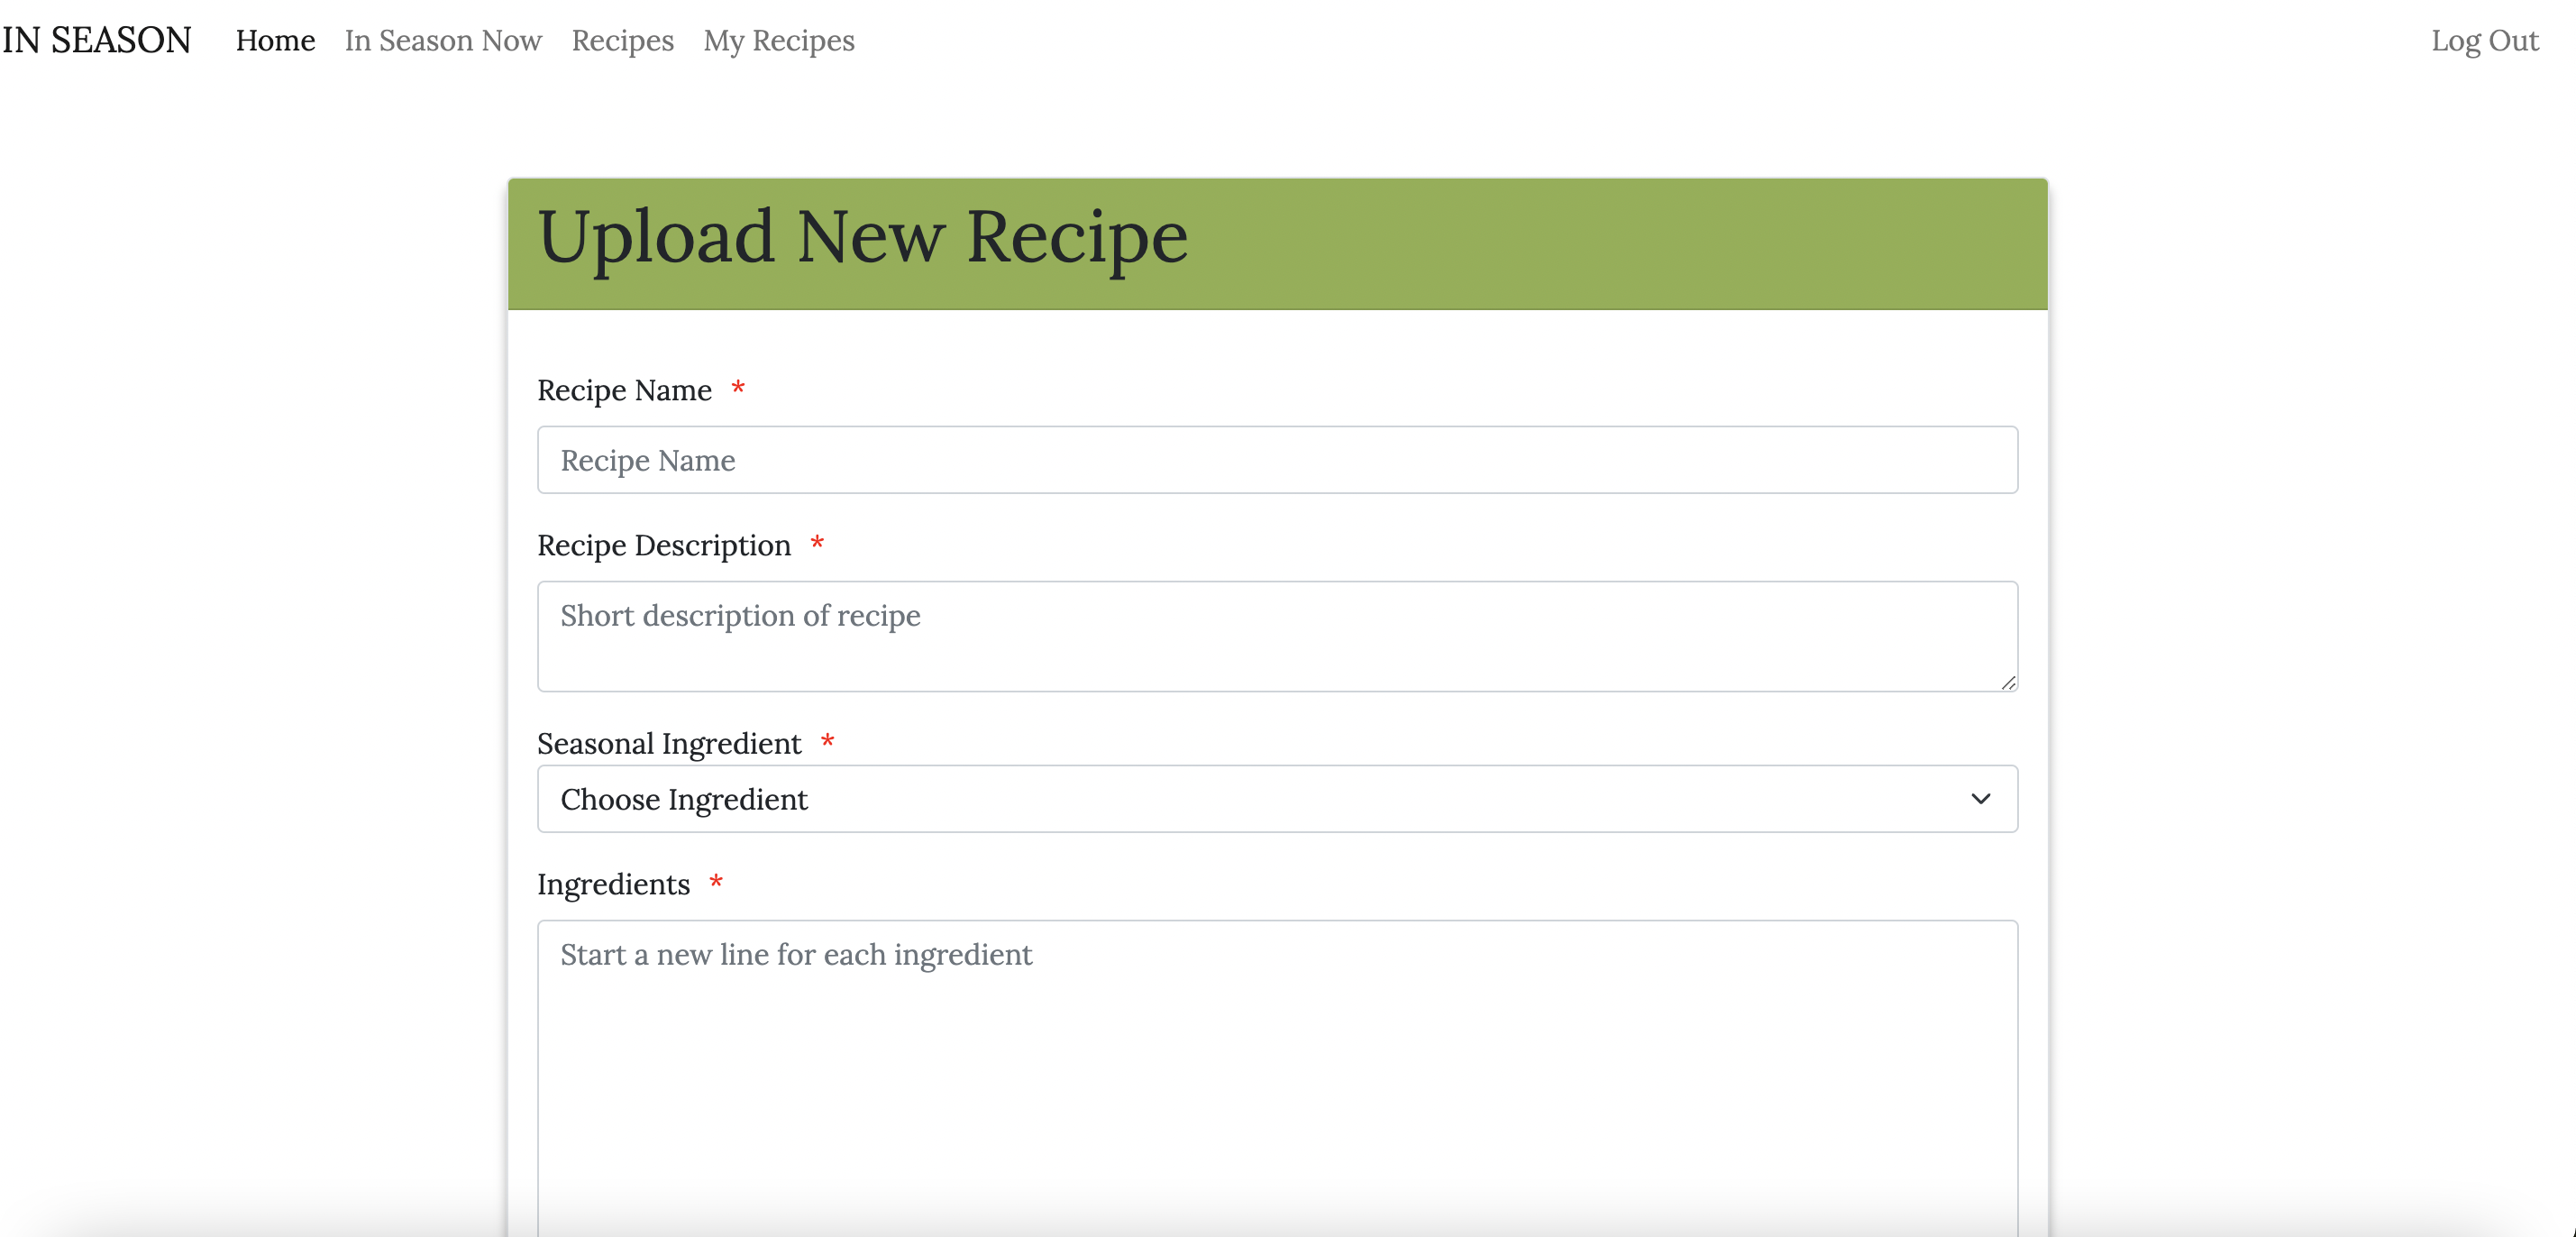 IN SEASON Home In Season Now Recipes My Recipes Log Out
Upload New Recipe
Recipe Name *
Recipe Name
Recipe Description *
Short description of recipe
Seasonal Ingredient *
Choose Ingredient
Ingredients *
Start a new line for each ingredient